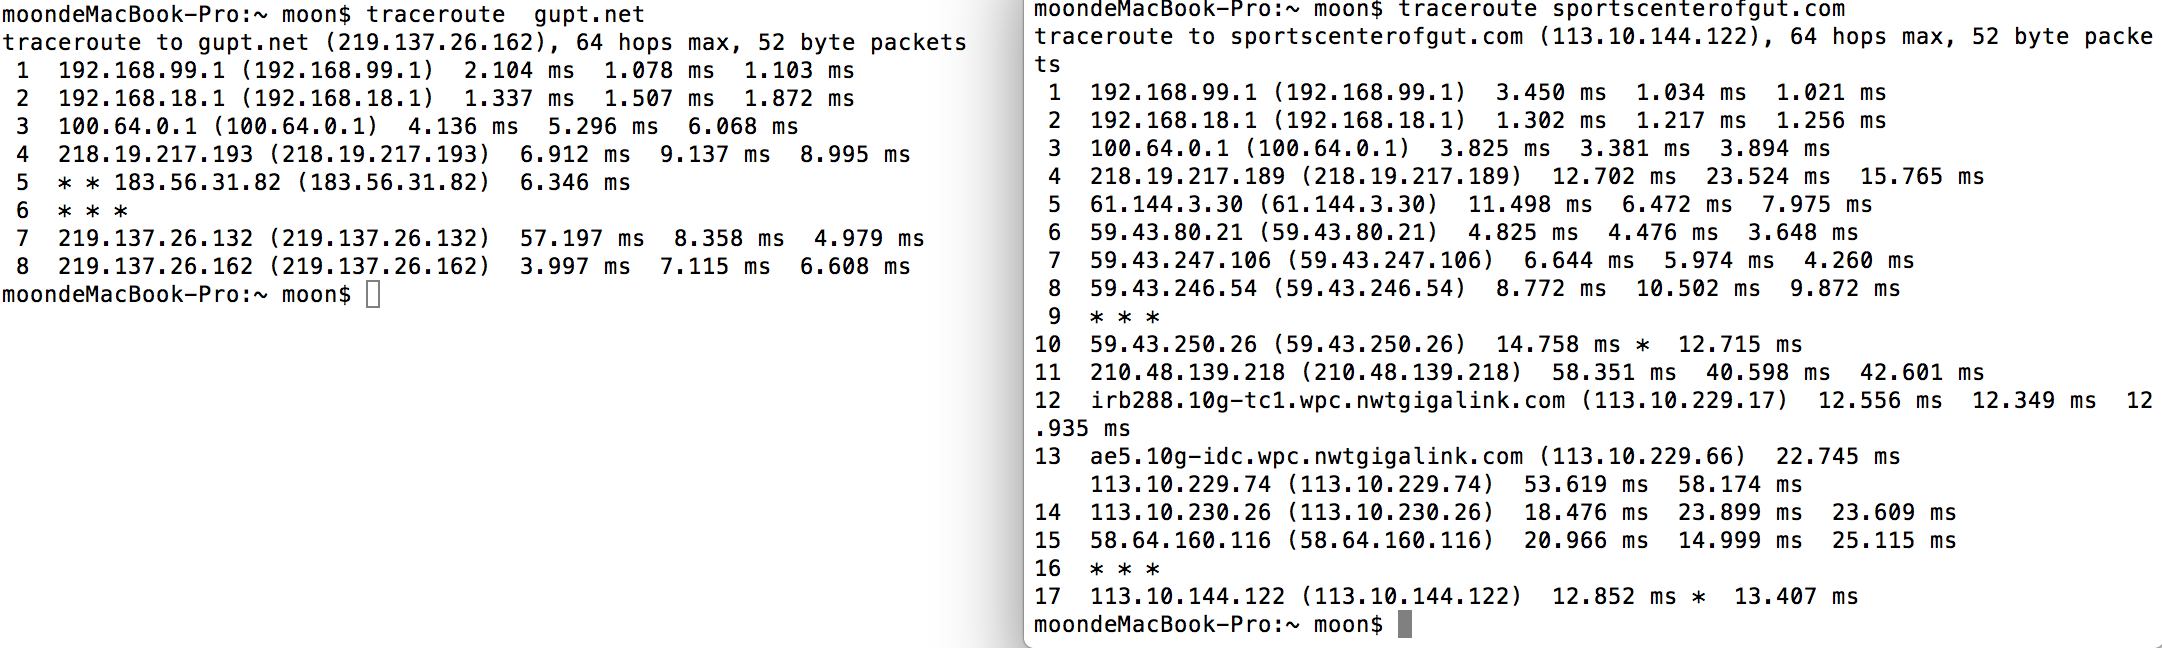 moondeMacBook-Pro:~ moon$ traceroute  gupt.net
traceroute to gupt.net (219.137.26.162), 64 hops max, 52 byte packets
 1  192.168.99.1 (192.168.99.1)  2.104 ms  1.078 ms  1.103 ms
 2  192.168.18.1 (192.168.18.1)  1.337 ms  1.507 ms  1.872 ms
 3  100.64.0.1 (100.64.0.1)  4.136 ms  5.296 ms  6.068 ms
 4  218.19.217.193 (218.19.217.193)  6.912 ms  9.137 ms  8.995 ms
 5  * * 183.56.31.82 (183.56.31.82)  6.346 ms
 6  * * *
 7  219.137.26.132 (219.137.26.132)  57.197 ms  8.358 ms  4.979 ms
 8  219.137.26.162 (219.137.26.162)  3.997 ms  7.115 ms  6.608 ms
moondeMacBook-Pro:~ moon$
moondeMacBook-Pro:~ moon$ traceroute sportscenterofgut.com
traceroute to sportscenterofgut.com (113.10.144.122), 64 hops max, 52 byte packe
ts
 1  192.168.99.1 (192.168.99.1)  3.450 ms  1.034 ms  1.021 ms
 2  192.168.18.1 (192.168.18.1)  1.302 ms  1.217 ms  1.256 ms
 3  100.64.0.1 (100.64.0.1)  3.825 ms  3.381 ms  3.894 ms
 4  218.19.217.189 (218.19.217.189)  12.702 ms  23.524 ms  15.765 ms
 5  61.144.3.30 (61.144.3.30)  11.498 ms  6.472 ms  7.975 ms
 6  59.43.80.21 (59.43.80.21)  4.825 ms  4.476 ms  3.648 ms
 7  59.43.247.106 (59.43.247.106)  6.644 ms  5.974 ms  4.260 ms
 8  59.43.246.54 (59.43.246.54)  8.772 ms  10.502 ms  9.872 ms
 9  * * *
10  59.43.250.26 (59.43.250.26)  14.758 ms *  12.715 ms
11  210.48.139.218 (210.48.139.218)  58.351 ms  40.598 ms  42.601 ms
12  irb288.10g-tc1.wpc.nwtgigalink.com (113.10.229.17)  12.556 ms  12.349 ms  12
.935 ms
13  ae5.10g-idc.wpc.nwtgigalink.com (113.10.229.66)  22.745 ms
    113.10.229.74 (113.10.229.74)  53.619 ms  58.174 ms
14  113.10.230.26 (113.10.230.26)  18.476 ms  23.899 ms  23.609 ms
15  58.64.160.116 (58.64.160.116)  20.966 ms  14.999 ms  25.115 ms
16  * * *
17  113.10.144.122 (113.10.144.122)  12.852 ms *  13.407 ms
moondeMacBook-Pro:~ moon$